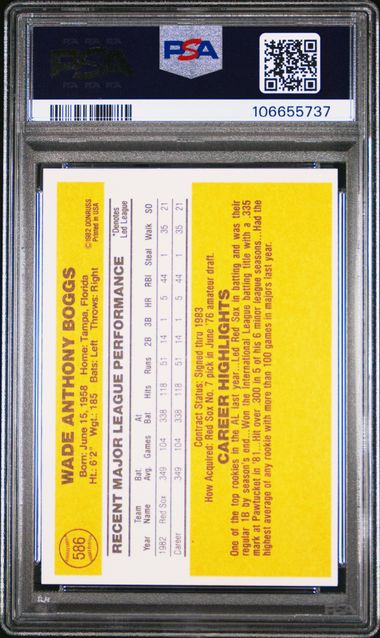 PSA
PSA
106655737
586
WADE ANTHONY BOGGS
Born: June 15, 1958 Home: Tampa, Florida
Ht.: 6'2" Wgt.: 185 Bats: Left Throws: Right
©1982 DONRUSS
Printed in USA
RECENT MAJOR LEAGUE PERFORMANCE
*Denotes
Led League
Year Team Name Bat. Avg. Games At Bat Hits Runs 2B 3B HR RBI Steal Walk SO
1982 Red Sox .349 104 338 118 51 14 1 5 44 1 35 21
Career .349 104 338 118 51 14 1 5 44 1 35 21
Contract Status: Signed thru 1983
How Acquired: Red Sox No. 7 pick in June '76 amateur draft.
CAREER HIGHLIGHTS
One of the top rookies in the AL last year...Led Red Sox in batting and was their
regular 1B by season's end...Won the International League batting title with a .335
mark at Pawtucket in '81...Hit over .300 in 5 of his 6 minor league seasons...Had the
highest average of any rookie with more than 100 games in majors last year.